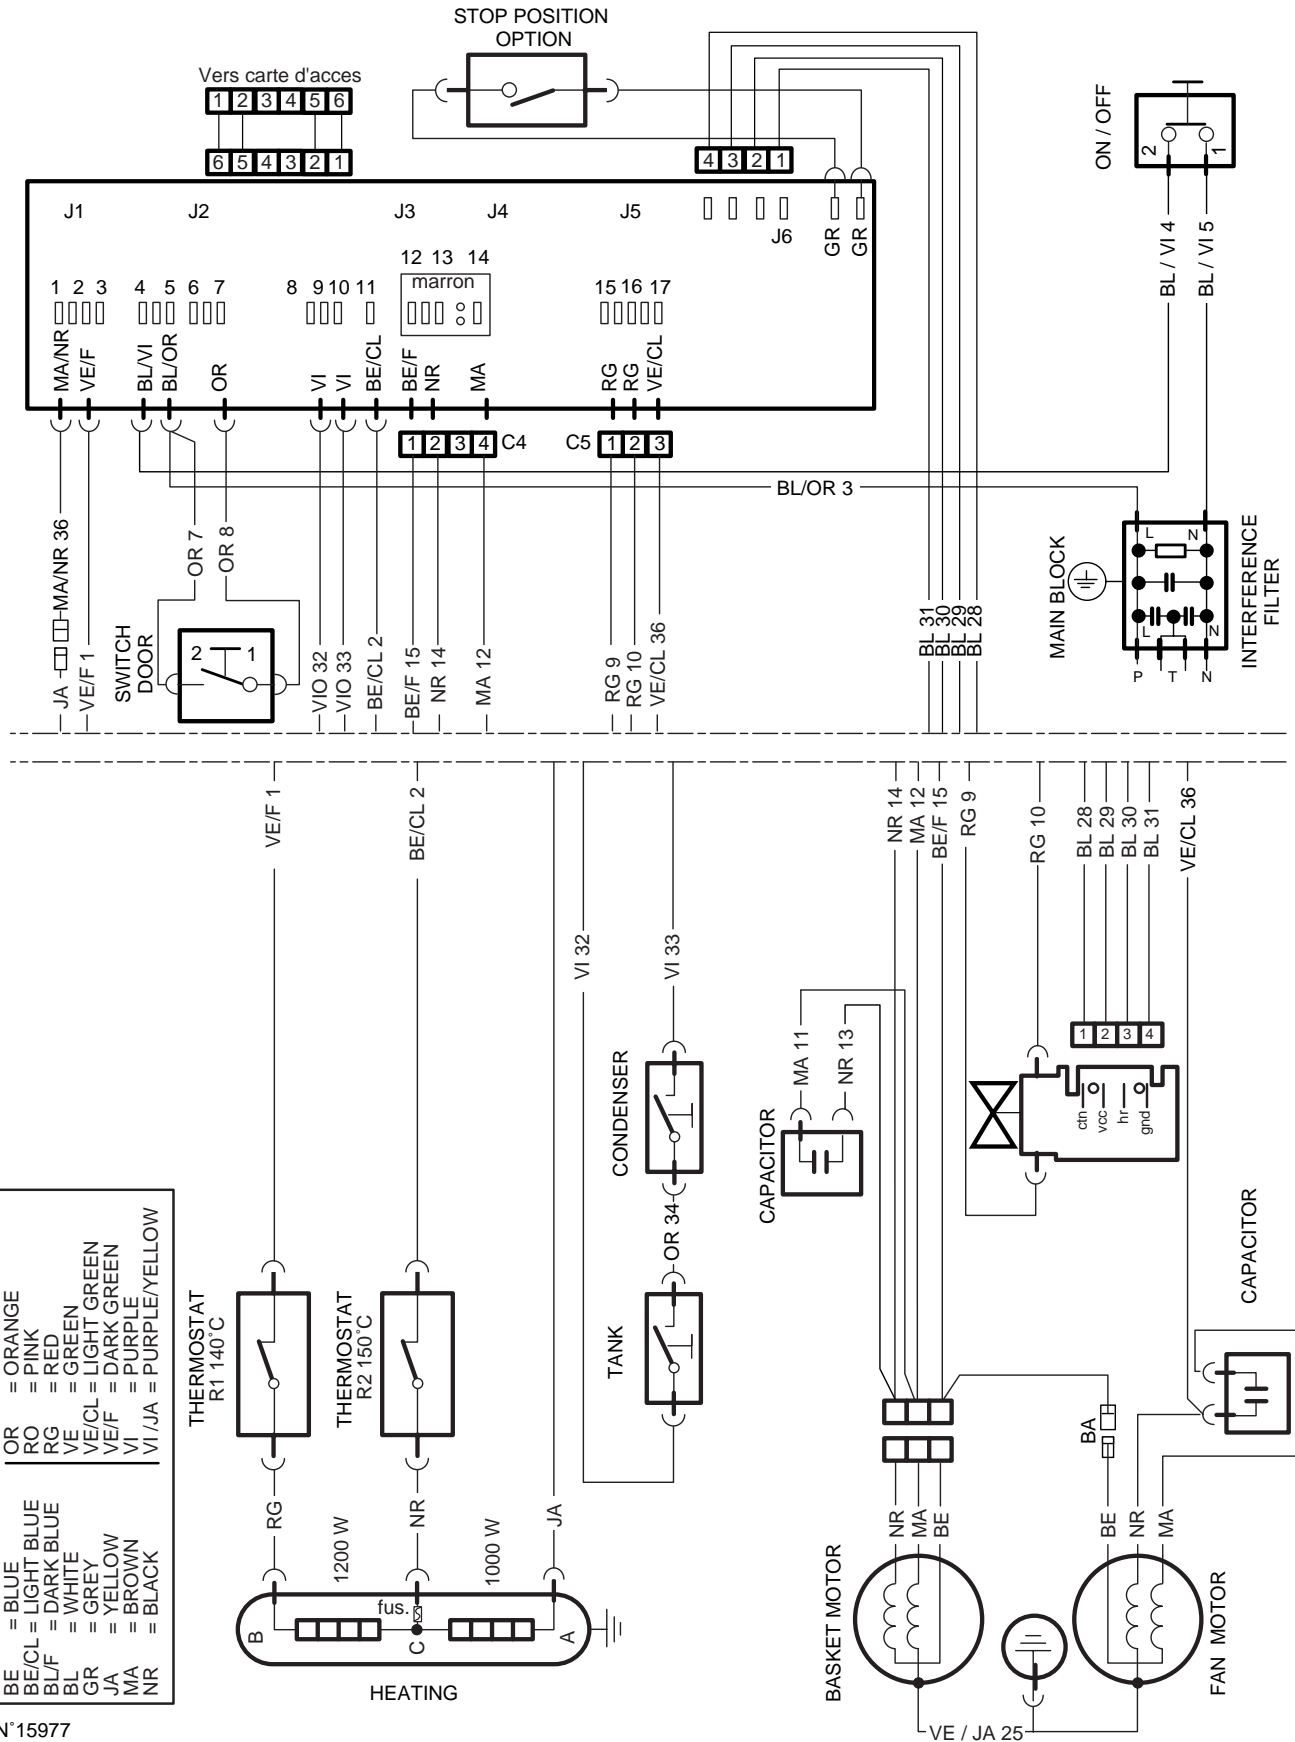 STOP POSITION
OPTION
Vers carte d'acces
1 2 3 4 5 6
6 5 4 3 2 1
4 3 2 1
ON / OFF
2 1
BL / VI 4
BL / VI 5
J1 J2 J3 J4 J5
J6
GR
GR
12 13 14
marron
1 2 3 4 5 6 7 8 9 10 11
15 16 17
MA/NR
VE/F
BL/VI
BL/OR
OR
VI
VI
BE/CL
BE/F
NR
MA
RG
RG
VE/CL
1 2 3 4 C4
C5 1 2 3
BL/OR 3
JA
MA/NR 36
VE/F 1
OR 7
OR 8
SWITCH
DOOR
2 1
VIO 32
VIO 33
BE/CL 2
BE/F 15
NR 14
MA 12
RG 9
RG 10
VE/CL 36
BL 31
BL 30
BL 29
BL 28
MAIN BLOCK
L N
L N
P T N
INTERFERENCE
FILTER
VE/F 1
BE/CL 2
VI 32
VI 33
NR 14
MA 12
BE/F 15
RG 9
RG 10
BL 28
BL 29
BL 30
BL 31
VE/CL 36
MA 11
NR 13
CAPACITOR
1 2 3 4
ctn
vcc
hr
gnd
CONDENSER
OR 34
TANK
THERMOSTAT
R1 140°C
THERMOSTAT
R2 150°C
RG
NR
JA
1200 W
1000 W
fus.
B C A
HEATING
CAPACITOR
BA
NR
MA
BE
BE
NR
MA
BASKET MOTOR
FAN MOTOR
VE / JA 25
BE = BLUE
BE/CL = LIGHT BLUE
BL/F = DARK BLUE
BL = WHITE
GR = GREY
JA = YELLOW
MA = BROWN
NR = BLACK
OR = ORANGE
RO = PINK
RG = RED
VE = GREEN
VE/CL = LIGHT GREEN
VE/F = DARK GREEN
VI = PURPLE
VI /JA = PURPLE/YELLOW
N°15977